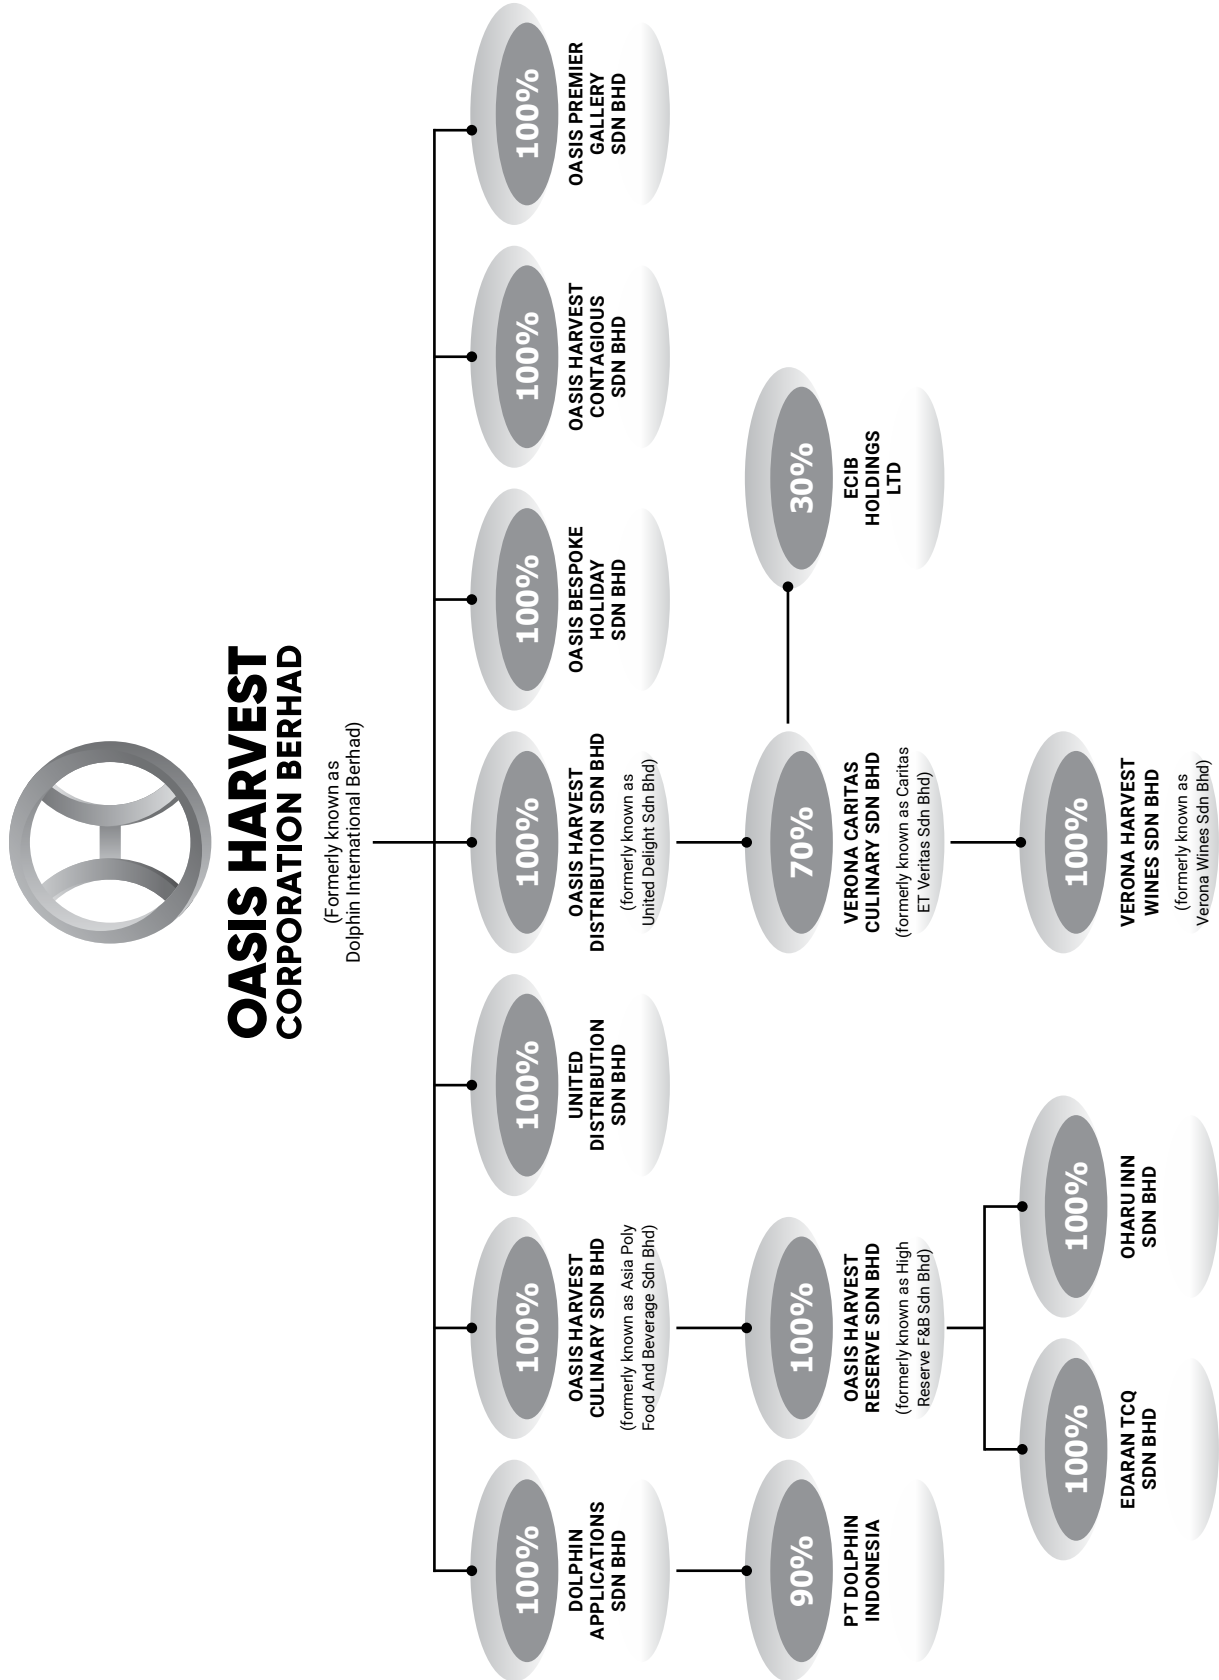 OASIS HARVEST
CORPORATION BERHAD
(Formerly known as
Dolphin International Berhad)
100%
DOLPHIN
APPLICATIONS
SDN BHD
100%
OASIS HARVEST
CULINARY SDN BHD
(formerly known as Asia Poly
Food And Beverage Sdn Bhd)
100%
UNITED
DISTRIBUTION
SDN BHD
100%
OASIS HARVEST
DISTRIBUTION SDN BHD
(formerly known as
United Delight Sdn Bhd)
100%
OASIS BESPOKE
HOLIDAY
SDN BHD
100%
OASIS HARVEST
CONTAGIOUS
SDN BHD
100%
OASIS PREMIER
GALLERY
SDN BHD
90%
PT DOLPHIN
INDONESIA
100%
OASIS HARVEST
RESERVE SDN BHD
(formerly known as High
Reserve F&B Sdn Bhd)
70%
VERONA CARITAS
CULINARY SDN BHD
(formerly known as Caritas
ET Veritas Sdn Bhd)
30%
ECIB
HOLDINGS
LTD
100%
EDARAN TCQ
SDN BHD
100%
OHARU INN
SDN BHD
100%
VERONA HARVEST
WINES SDN BHD
(formerly known as
Verona Wines Sdn Bhd)